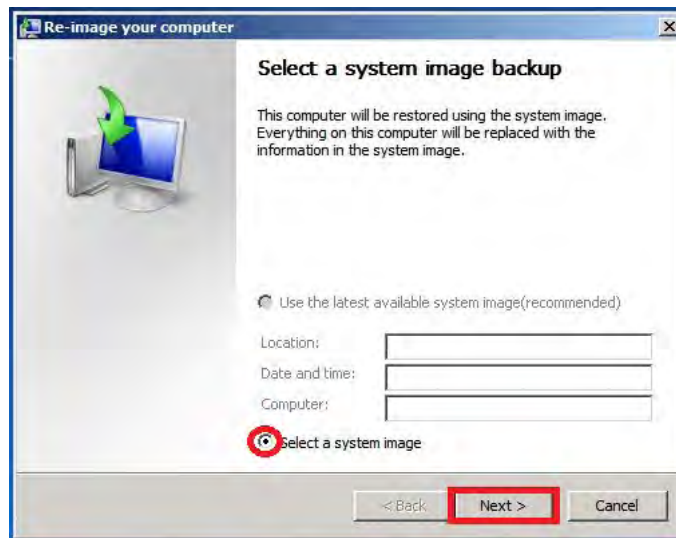 Re-image your computer
Select a system image backup
This computer will be restored using the system image.
Everything on this computer will be replaced with the
information in the system image.
Use the latest available system image(recommended)
Location:
Date and time:
Computer:
Select a system image
< Back Next > Cancel